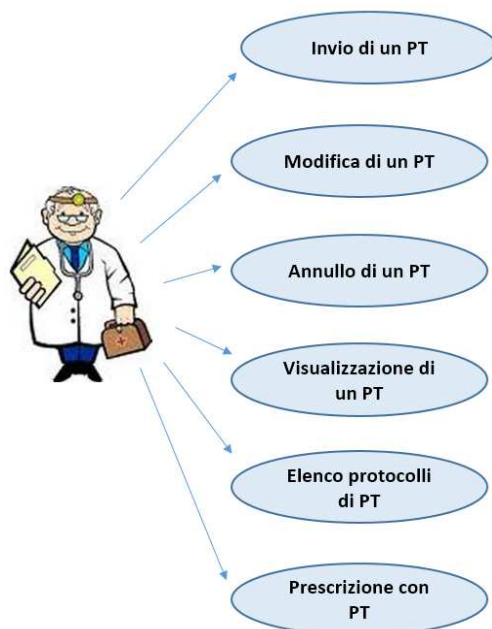 Invio di un PT
Modifica di un PT
Annullo di un PT
Visualizzazione di
un PT
Elenco protocolli
di PT
Prescrizione con
PT